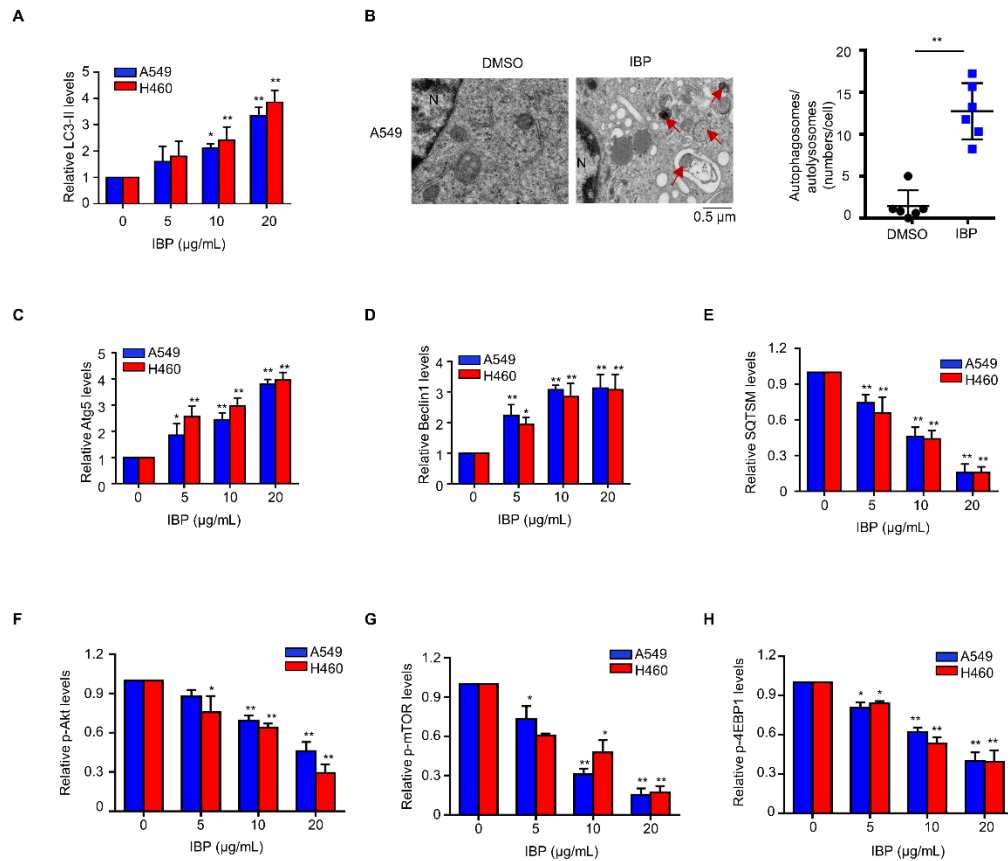 A
Relative LC3-II levels
5
4
3
2
1
0
A549
H460
*
**
**
**
0 5 10 20
IBP (µg/mL)
B
DMSO IBP
A549
N
N
0.5 µm
Autophagosomes/
autolysosomes
(numbers/cell)
20
15
10
5
0
**
DMSO IBP
C
Relative Atg5 levels
5
4
3
2
1
0
A549
H460
* ** ** ** ** **
0 5 10 20
IBP (µg/mL)
D
Relative Beclin1 levels
4
3
2
1
0
A549
H460
** * ** ** ** **
0 5 10 20
IBP (µg/mL)
E
Relative SQTSM levels
1.2
0.9
0.6
0.3
0
A549
H460
** ** ** ** ** **
0 5 10 20
IBP (µg/mL)
F
Relative p-Akt levels
1.2
0.9
0.6
0.3
0
A549
H460
* ** ** ** **
0 5 10 20
IBP (µg/mL)
G
Relative p-mTOR levels
1.2
0.9
0.6
0.3
0
A549
H460
* ** * ** **
0 5 10 20
IBP (µg/mL)
H
Relative p-4EBP1 levels
1.2
0.9
0.6
0.3
0
A549
H460
* * ** ** ** **
0 5 10 20
IBP (µg/mL)